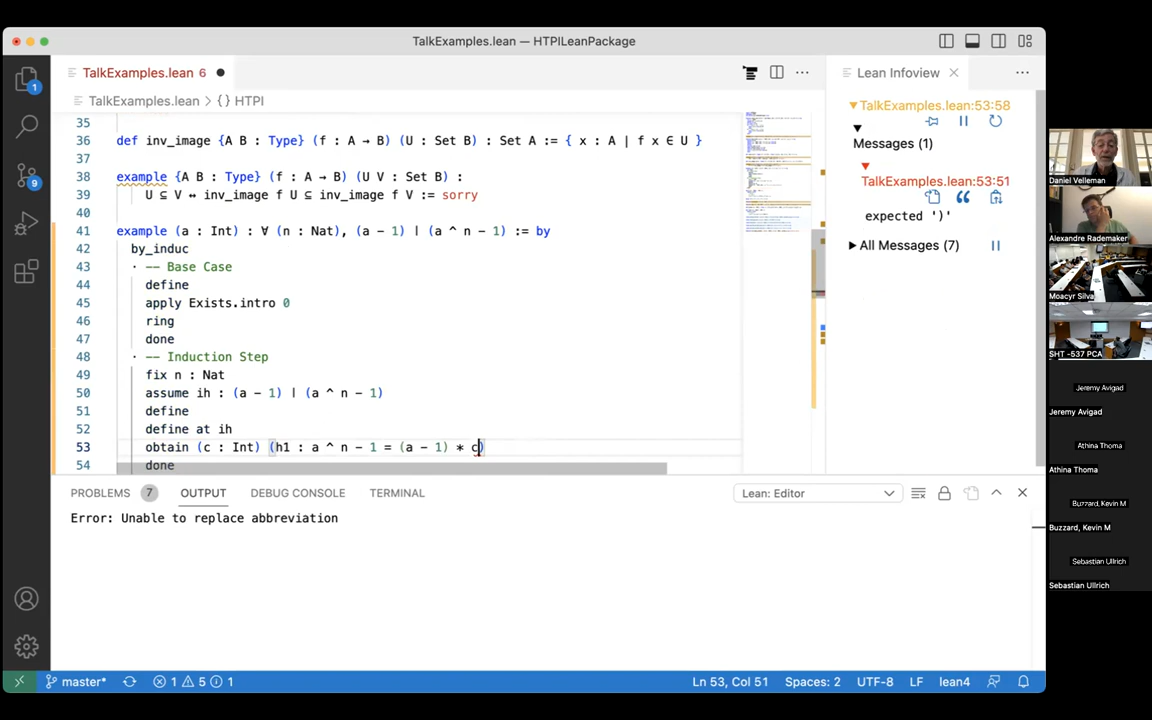 TalkExamples.lean — HTPILeanPackage
TalkExamples.lean 6
Lean Infoview
TalkExamples.lean > {} HTPI
TalkExamples.lean:53:58
Messages (1)
TalkExamples.lean:53:51
expected ')'
All Messages (7)
35
36 def inv_image {A B : Type} (f : A → B) (U : Set B) : Set A := { x : A | f x ∈ U }
37
38 example {A B : Type} (f : A → B) (U V : Set B) :
39 U ⊆ V ↔ inv_image f U ⊆ inv_image f V := sorry
40
41 example (a : Int) : ∀ (n : Nat), (a - 1) ∣ (a ^ n - 1) := by
42 by_induc
43 · -- Base Case
44 define
45 apply Exists.intro 0
46 ring
47 done
48 · -- Induction Step
49 fix n : Nat
50 assume ih : (a - 1) ∣ (a ^ n - 1)
51 define
52 define at ih
53 obtain (c : Int) (h1 : a ^ n - 1 = (a - 1) * c)
54 done
1
9
PROBLEMS 7 OUTPUT DEBUG CONSOLE TERMINAL
Lean: Editor
Error: Unable to replace abbreviation
master* 1 5 1
Ln 53, Col 51 Spaces: 2 UTF-8 LF lean4
Daniel Velleman
Alexandre Rademaker
Moacyr Silva
SHT -537 PCA
Jeremy Avigad
Jeremy Avigad
Athina Thoma
Athina Thoma
Buzzard, Kevin M
Buzzard, Kevin M
Sebastian Ullrich
Sebastian Ullrich